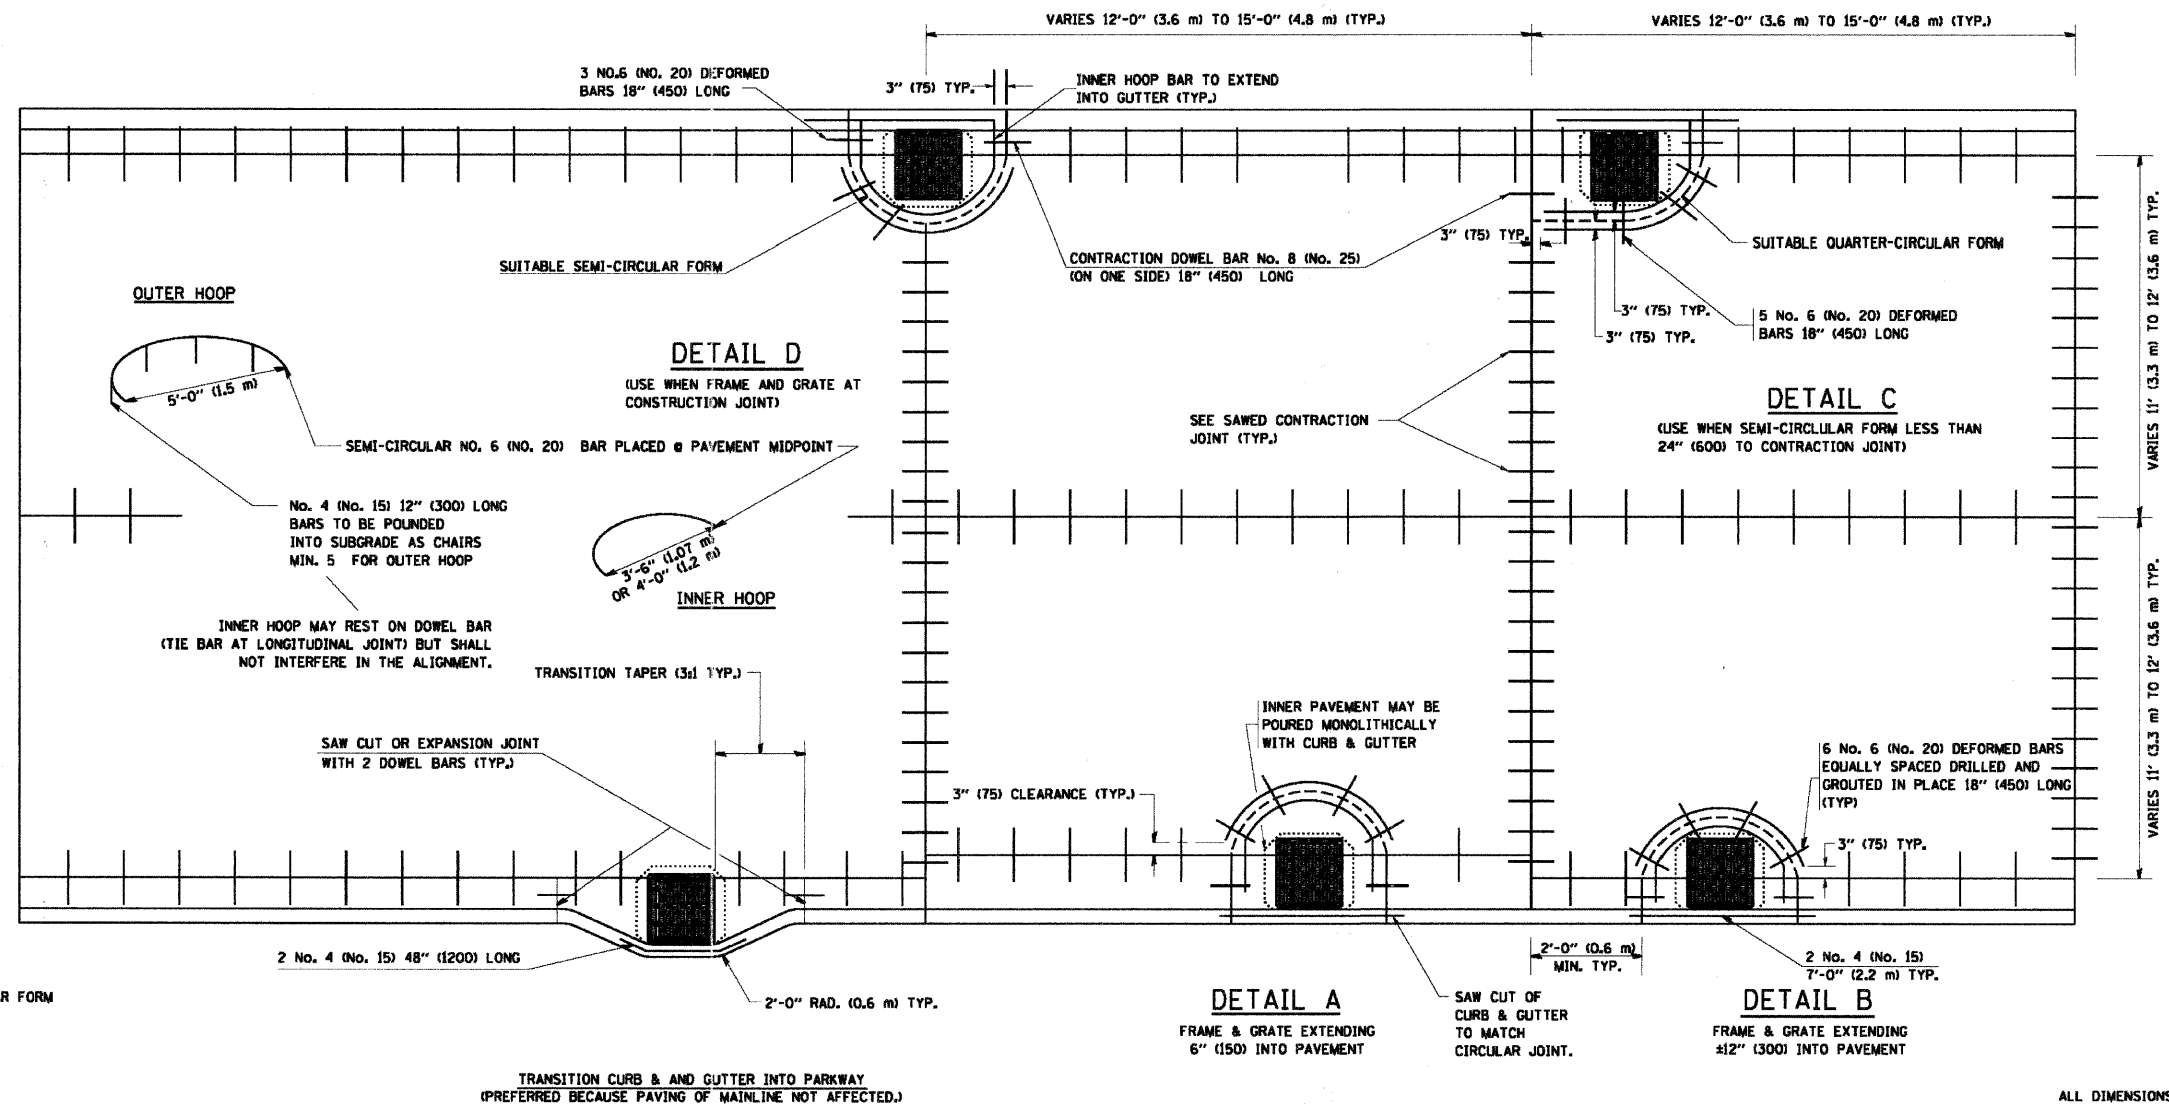 VARIES 12'-0" (3.6 m) TO 15'-0" (4.8 m) (TYP.)
VARIES 12'-0" (3.6 m) TO 15'-0" (4.8 m) (TYP.)
3 NO.6 (NO. 20) DEFORMED
BARS 18" (450) LONG
3" (75) TYP.
INNER HOOP BAR TO EXTEND
INTO GUTTER (TYP.)
SUITABLE SEMI-CIRCULAR FORM
CONTRACTION DOWEL BAR No. 8 (No. 25)
(ON ONE SIDE) 18" (450) LONG
3" (75) TYP.
SUITABLE QUARTER-CIRCULAR FORM
3" (75) TYP.
3" (75) TYP.
5 No. 6 (No. 20) DEFORMED
BARS 18" (450) LONG
VARIES 11' (3.3 m) TO 12' (3.6 m) TYP.
OUTER HOOP
5'-0" (1.5 m)
DETAIL D
(USE WHEN FRAME AND GRATE AT
CONSTRUCTION JOINT)
SEE SAWED CONTRACTION
JOINT (TYP.)
DETAIL C
(USE WHEN SEMI-CIRCLULAR FORM LESS THAN
24" (600) TO CONTRACTION JOINT)
SEMI-CIRCULAR NO. 6 (NO. 20) BAR PLACED @ PAVEMENT MIDPOINT
No. 4 (No. 15) 12" (300) LONG
BARS TO BE POUNDED
INTO SUBGRADE AS CHAIRS
MIN. 5 FOR OUTER HOOP
3'-6" (1.07 m)
OR 4'-0" (1.2 m)
INNER HOOP
INNER HOOP MAY REST ON DOWEL BAR
(TIE BAR AT LONGITUDINAL JOINT) BUT SHALL
NOT INTERFERE IN THE ALIGNMENT.
TRANSITION TAPER (3:1 TYP.)
VARIES 11' (3.3 m) TO 12' (3.6 m) TYP.
SAW CUT OR EXPANSION JOINT
WITH 2 DOWEL BARS (TYP.)
INNER PAVEMENT MAY BE
POURED MONOLITHICALLY
WITH CURB & GUTTER
3" (75) CLEARANCE (TYP.)
6 No. 6 (No. 20) DEFORMED BARS
EQUALLY SPACED DRILLED AND
GROUTED IN PLACE 18" (450) LONG
(TYP)
3" (75) TYP.
2 No. 4 (No. 15) 48" (1200) LONG
2'-0" RAD. (0.6 m) TYP.
2'-0" (0.6 m)
MIN. TYP.
2 No. 4 (No. 15)
7'-0" (2.2 m) TYP.
R FORM
DETAIL A
FRAME & GRATE EXTENDING
6" (150) INTO PAVEMENT
SAW CUT OF
CURB & GUTTER
TO MATCH
CIRCULAR JOINT.
DETAIL B
FRAME & GRATE EXTENDING
±12" (300) INTO PAVEMENT
TRANSITION CURB & AND GUTTER INTO PARKWAY
(PREFERRED BECAUSE PAVING OF MAINLINE NOT AFFECTED.)
ALL DIMENSIONS